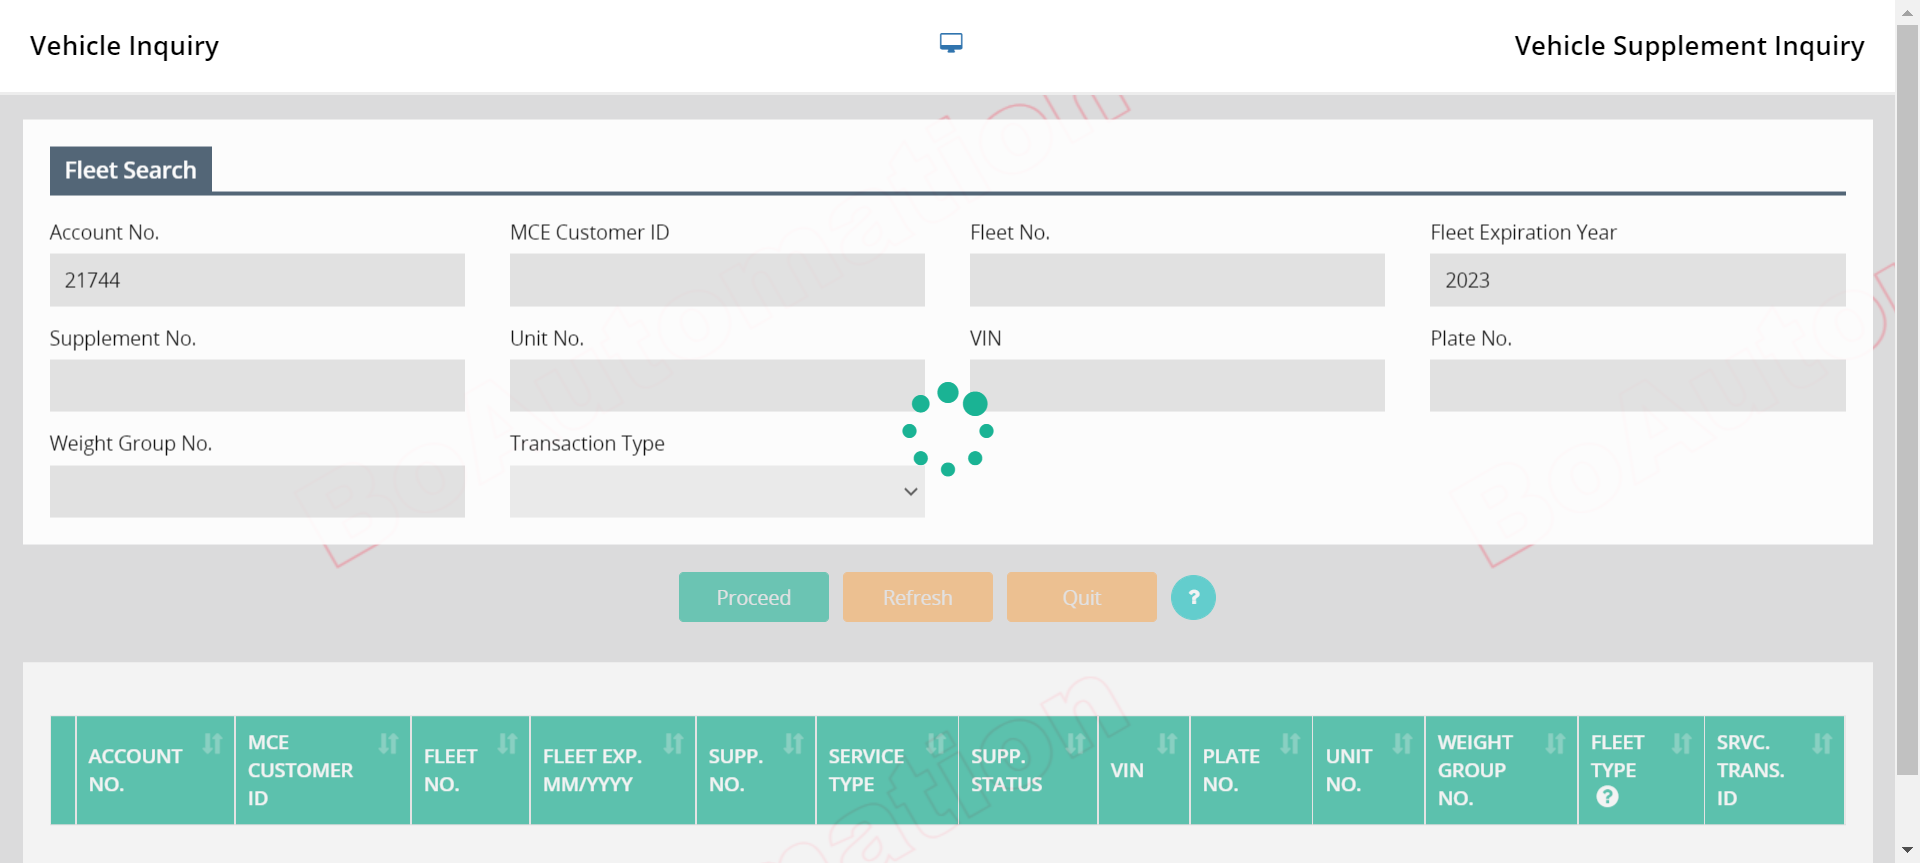 Vehicle Inquiry
Vehicle Supplement Inquiry
Fleet Search
Account No.
MCE Customer ID
Fleet No.
Fleet Expiration Year
21744
2023
Supplement No.
Unit No.
VIN
Plate No.
Weight Group No.
Transaction Type
Proceed
Refresh
Quit
?
ACCOUNT
NO.
MCE
CUSTOMER
ID
FLEET
NO.
FLEET EXP.
MM/YYYY
SUPP.
NO.
SERVICE
TYPE
SUPP.
STATUS
VIN
PLATE
NO.
UNIT
NO.
WEIGHT
GROUP
NO.
FLEET
TYPE
?
SRVC.
TRANS.
ID
BoAutomation
BoAuto
mation